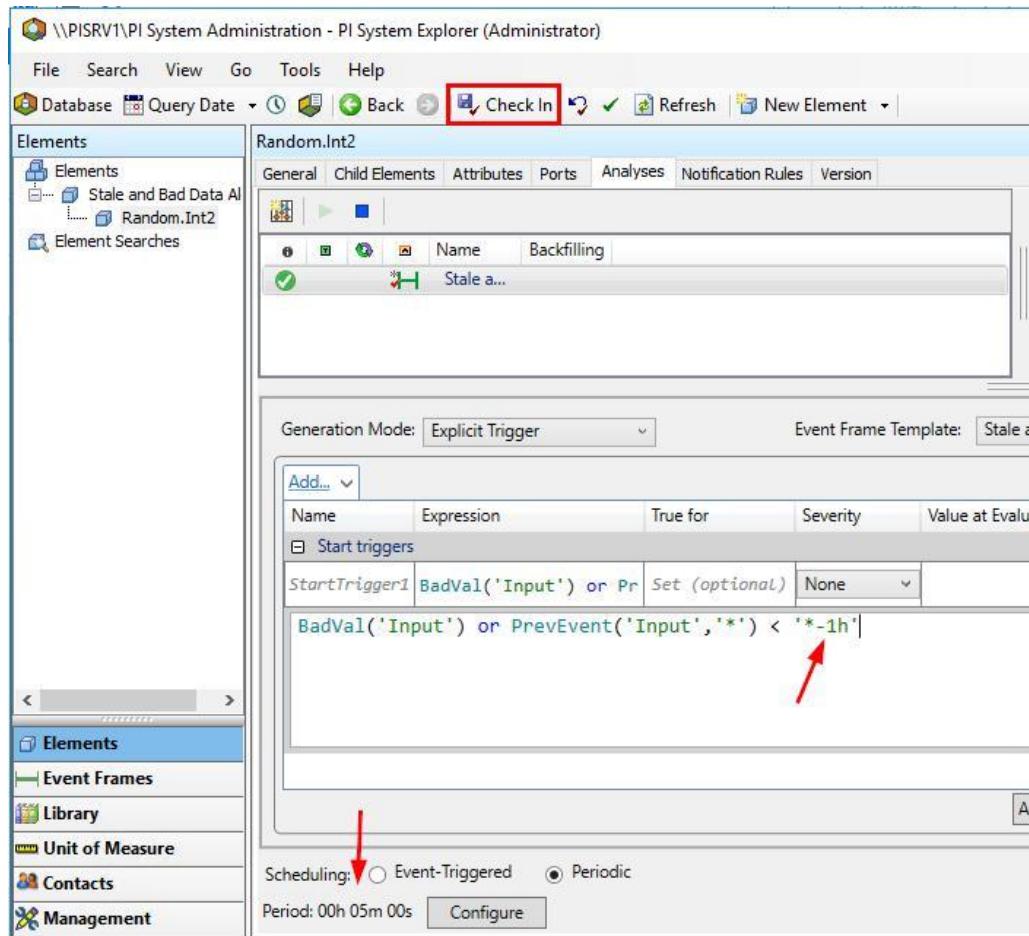 \\PISRV1\PI System Administration - PI System Explorer (Administrator)
File Search View Go Tools Help
Database Query Date Back Check In Refresh New Element
Elements
Elements
Stale and Bad Data Al
Random.Int2
Element Searches
Random.Int2
General Child Elements Attributes Ports Analyses Notification Rules Version
Name Backfilling
Stale a...
Generation Mode: Explicit Trigger Event Frame Template: Stale a
Add...
Name Expression True for Severity Value at Evalu
Start triggers
StartTrigger1 BadVal('Input') or Pr Set (optional) None
BadVal('Input') or PrevEvent('Input','*') < '*-1h'
A
Scheduling: Event-Triggered Periodic
Period: 00h 05m 00s Configure
Elements
Event Frames
Library
Unit of Measure
Contacts
Management